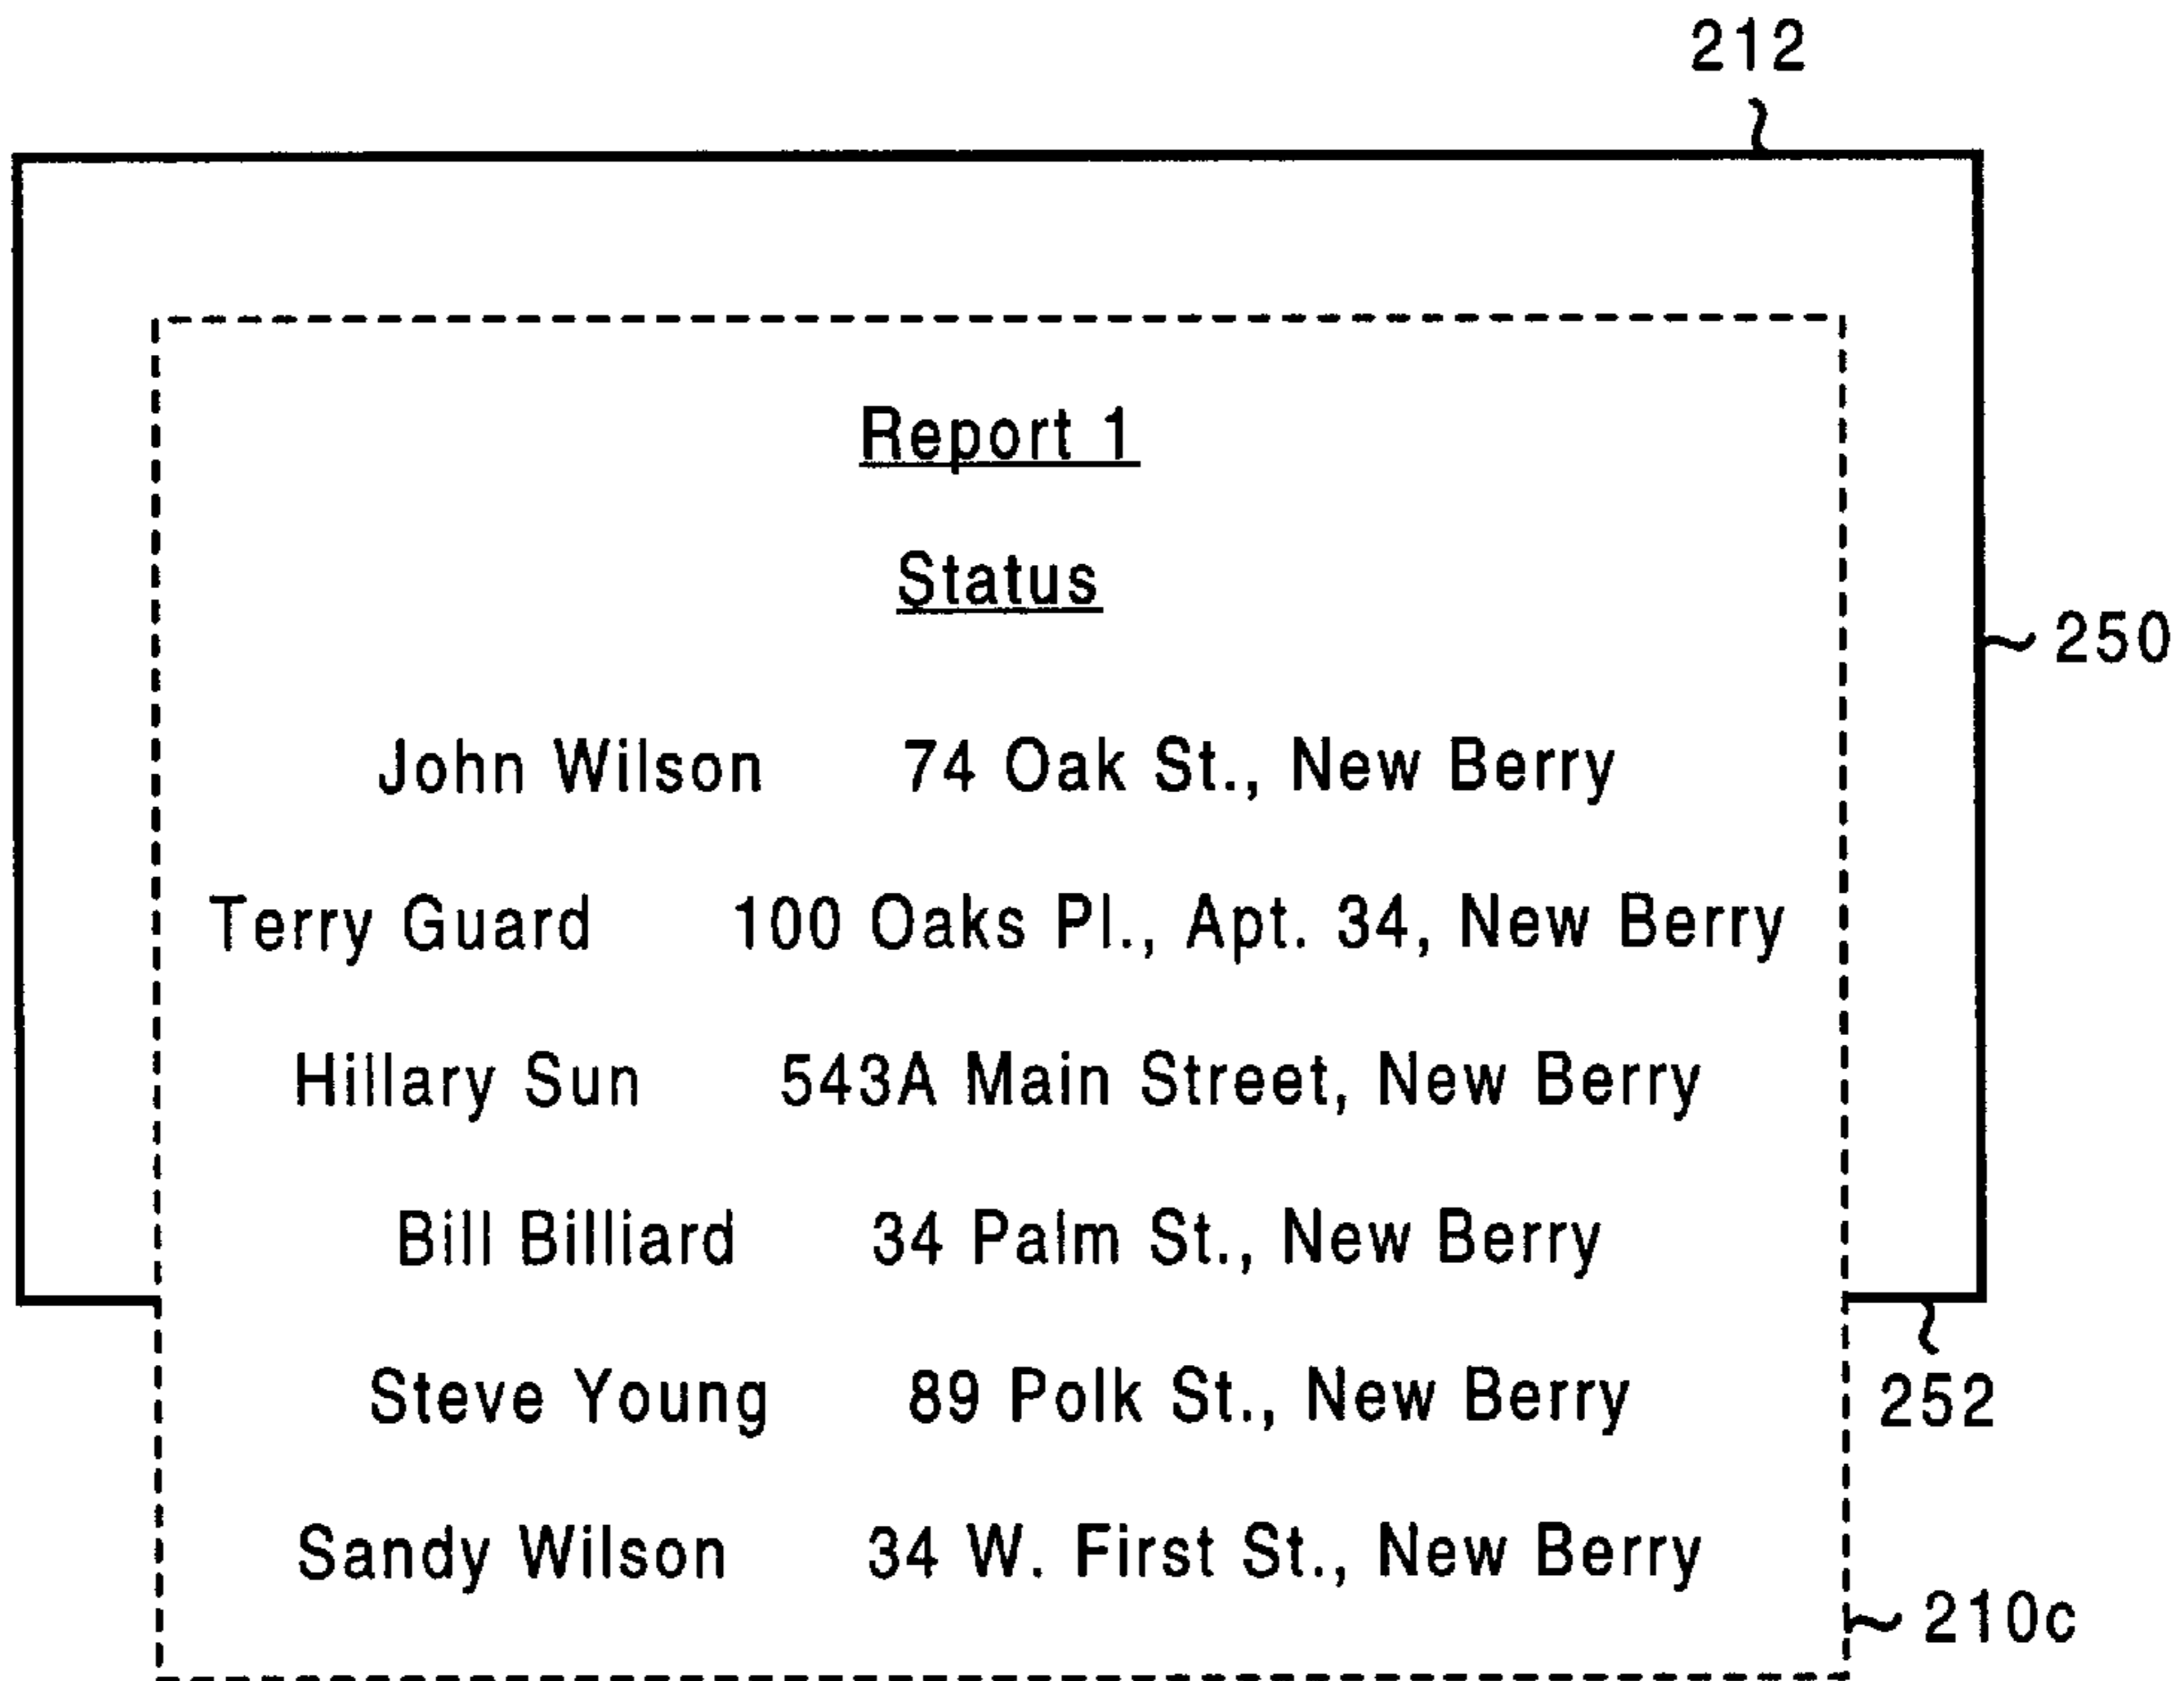 212
Report 1
Status
250
John Wilson 74 Oak St., New Berry
Terry Guard 100 Oaks Pl., Apt. 34, New Berry
Hillary Sun 543A Main Street, New Berry
Bill Billiard 34 Palm St., New Berry
Steve Young 89 Polk St., New Berry
252
Sandy Wilson 34 W. First St., New Berry
210c